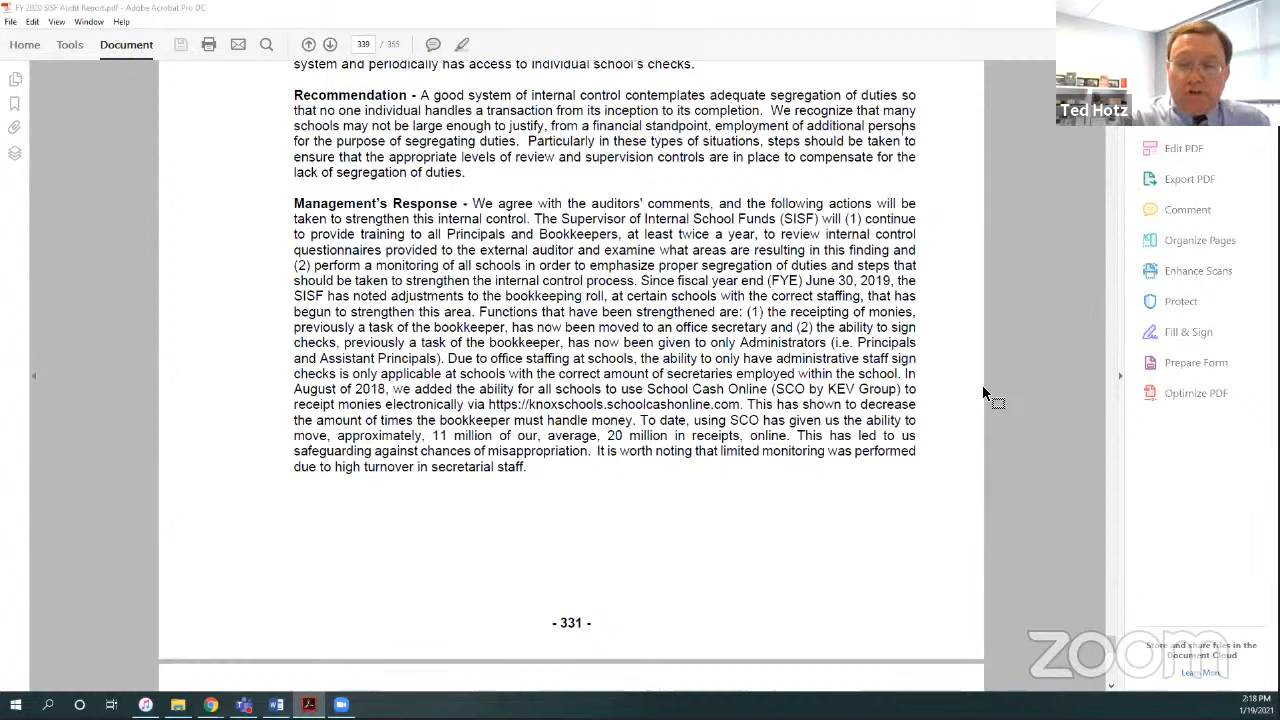 FY 2020 SISF Audit Report.pdf - Adobe Acrobat Pro DC
File Edit View Window Help
Home Tools Document 339 / 355
system and periodically has access to individual school's checks.
Recommendation - A good system of internal control contemplates adequate segregation of duties so
that no one individual handles a transaction from its inception to its completion. We recognize that many
schools may not be large enough to justify, from a financial standpoint, employment of additional persons
for the purpose of segregating duties. Particularly in these types of situations, steps should be taken to
ensure that the appropriate levels of review and supervision controls are in place to compensate for the
lack of segregation of duties.
Management's Response - We agree with the auditors' comments, and the following actions will be
taken to strengthen this internal control. The Supervisor of Internal School Funds (SISF) will (1) continue
to provide training to all Principals and Bookkeepers, at least twice a year, to review internal control
questionnaires provided to the external auditor and examine what areas are resulting in this finding and
(2) perform a monitoring of all schools in order to emphasize proper segregation of duties and steps that
should be taken to strengthen the internal control process. Since fiscal year end (FYE) June 30, 2019, the
SISF has noted adjustments to the bookkeeping roll, at certain schools with the correct staffing, that has
begun to strengthen this area. Functions that have been strengthened are: (1) the receipting of monies,
previously a task of the bookkeeper, has now been moved to an office secretary and (2) the ability to sign
checks, previously a task of the bookkeeper, has now been given to only Administrators (i.e. Principals
and Assistant Principals). Due to office staffing at schools, the ability to only have administrative staff sign
checks is only applicable at schools with the correct amount of secretaries employed within the school. In
August of 2018, we added the ability for all schools to use School Cash Online (SCO by KEV Group) to
receipt monies electronically via https://knoxschools.schoolcashonline.com. This has shown to decrease
the amount of times the bookkeeper must handle money. To date, using SCO has given us the ability to
move, approximately, 11 million of our, average, 20 million in receipts, online. This has led to us
safeguarding against chances of misappropriation. It is worth noting that limited monitoring was performed
due to high turnover in secretarial staff.
- 331 -
Ted Hotz
Edit PDF
Export PDF
Comment
Organize Pages
Enhance Scans
Protect
Fill & Sign
Prepare Form
Optimize PDF
Store and share files in the
Document Cloud
Learn More
zoom
2:18 PM
1/19/2021